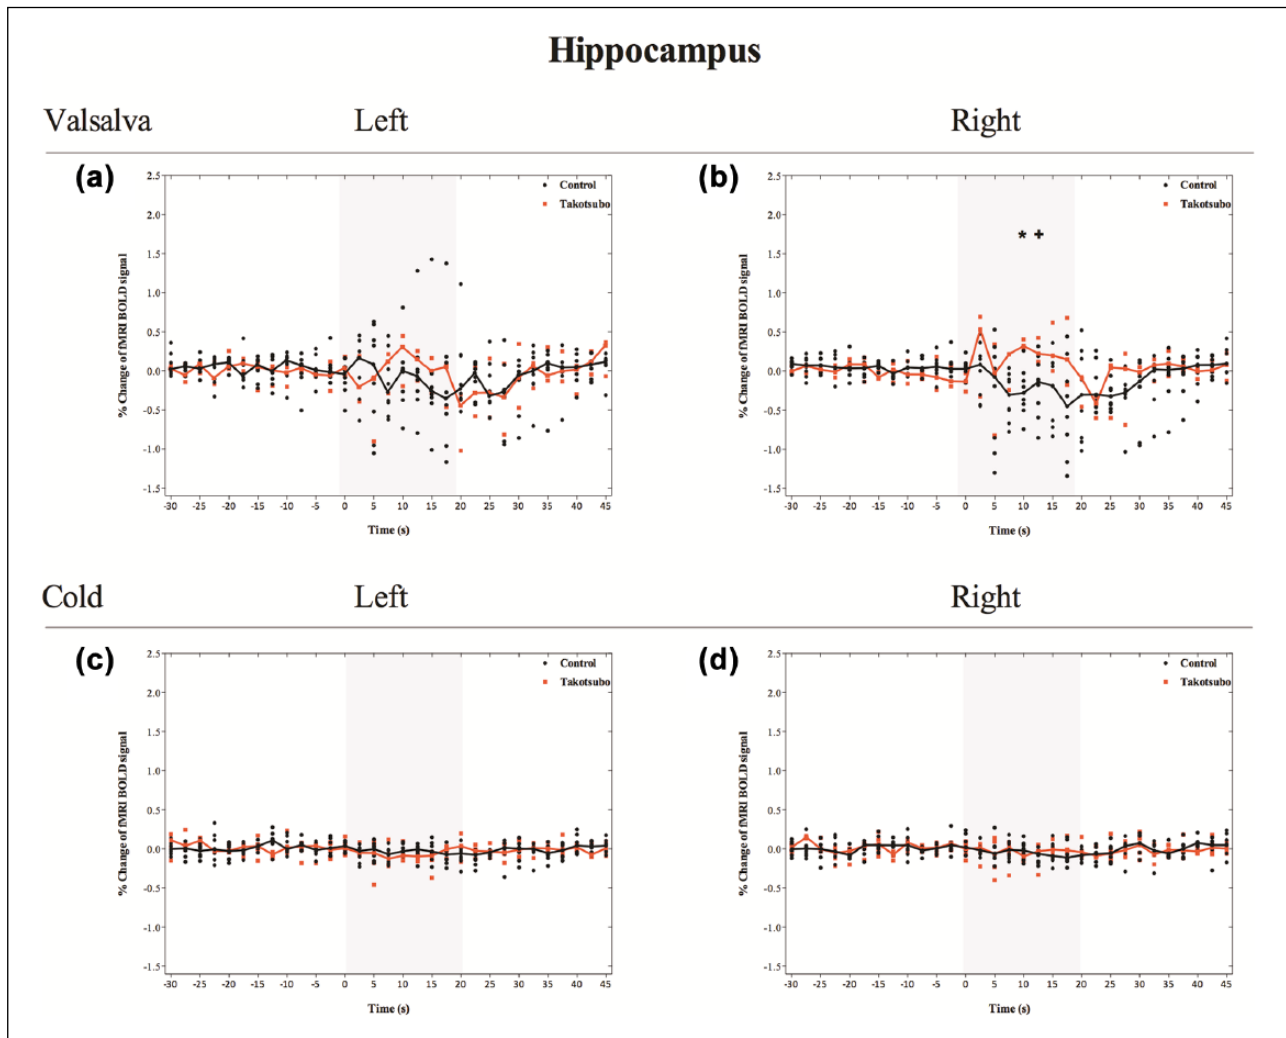 Hippocampus
Valsalva Left Right
(a)
2.5
2.0
1.5
1.0
0.5
0.0
-0.5
-1.0
-1.5
% Change of fMRI BOLD signal
Control
Takotsubo
-30 -25 -20 -15 -10 -5 0 5 10 15 20 25 30 35 40 45
Time (s)
(b)
2.5
2.0
1.5
1.0
0.5
0.0
-0.5
-1.0
-1.5
% Change of fMRI BOLD signal
Control
Takotsubo
* +
-30 -25 -20 -15 -10 -5 0 5 10 15 20 25 30 35 40 45
Time (s)
Cold Left Right
(c)
2.5
2.0
1.5
1.0
0.5
0.0
-0.5
-1.0
-1.5
% Change of fMRI BOLD signal
Control
Takotsubo
-30 -25 -20 -15 -10 -5 0 5 10 15 20 25 30 35 40 45
Time (s)
(d)
2.5
2.0
1.5
1.0
0.5
0.0
-0.5
-1.0
-1.5
% Change of fMRI BOLD signal
Control
Takotsubo
-30 -25 -20 -15 -10 -5 0 5 10 15 20 25 30 35 40 45
Time (s)